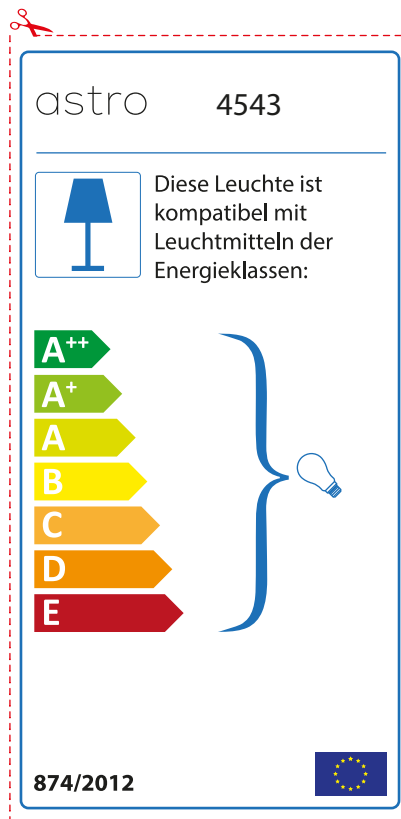 astro 4543
Diese Leuchte ist
kompatibel mit
Leuchtmitteln der
Energieklassen:
A++
A+
A
B
C
D
E
874/2012